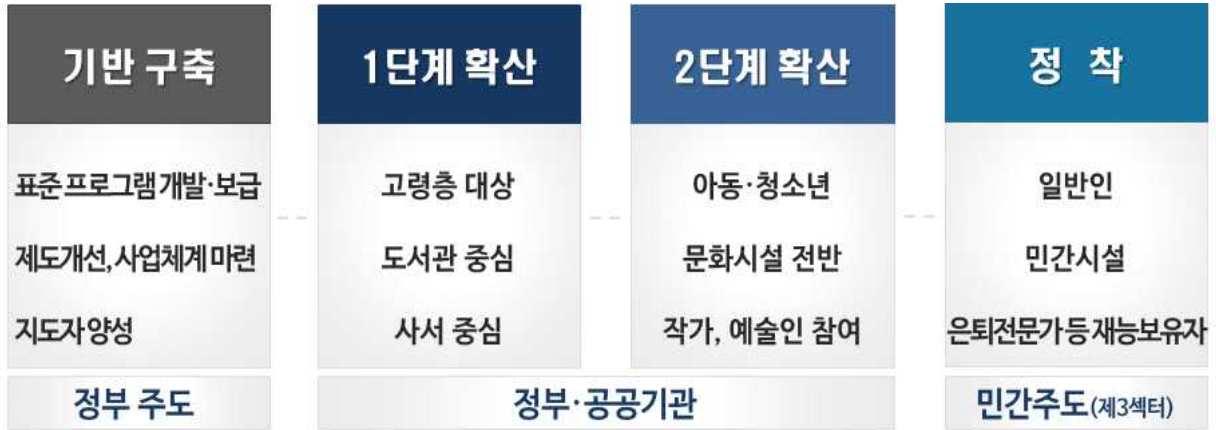 기반 구축
표준 프로그램 개발·보급
제도개선, 사업체계 마련
지도자 양성
정부 주도
1단계 확산
고령층 대상
도서관 중심
사서 중심
2단계 확산
아동·청소년
문화시설 전반
작가, 예술인 참여
정부·공공기관
정 착
일반인
민간시설
은퇴전문가 등 재능보유자
민간주도(제3섹터)